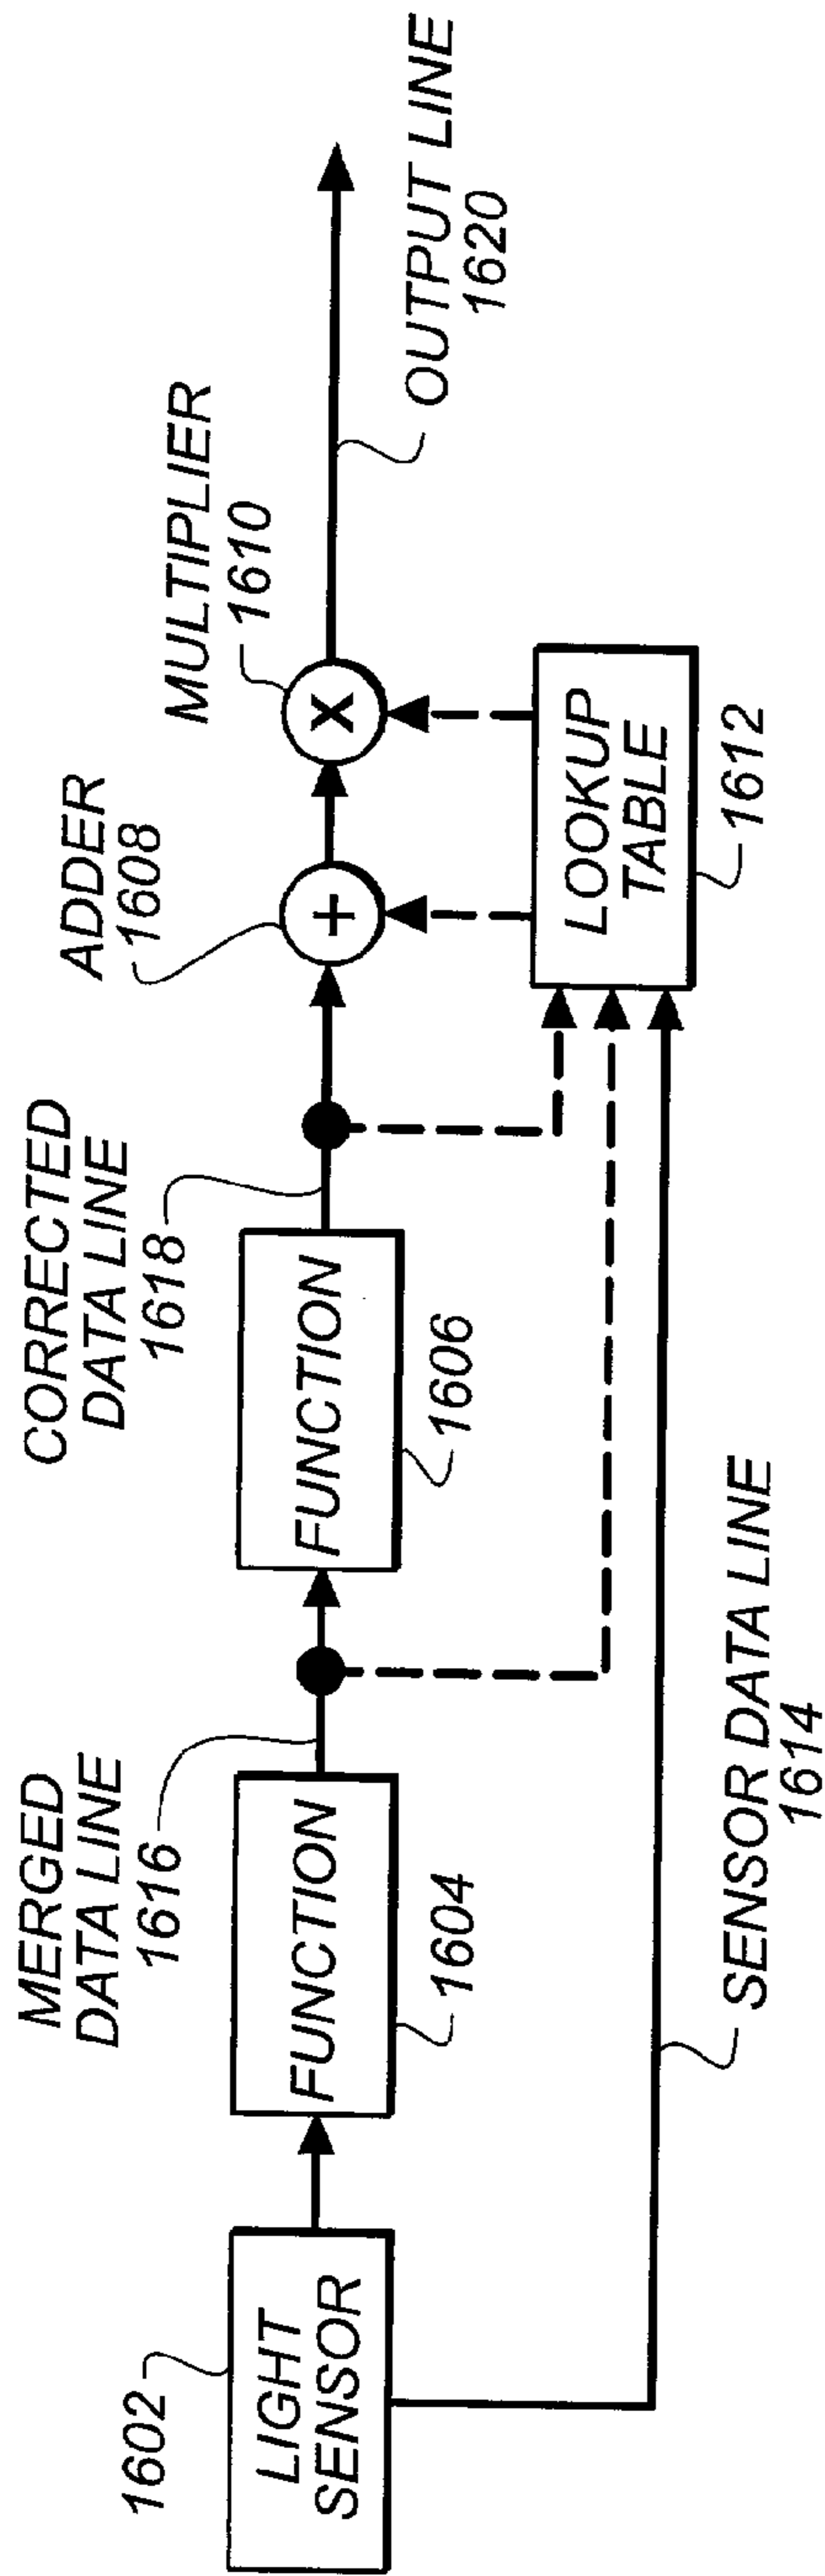 1602
LIGHT
SENSOR
MERGED
DATA LINE
1616
FUNCTION
1604
CORRECTED
DATA LINE
1618
FUNCTION
1606
ADDER
1608
+
MULTIPLIER
1610
X
LOOKUP
TABLE
1612
SENSOR DATA LINE
1614
OUTPUT LINE
1620